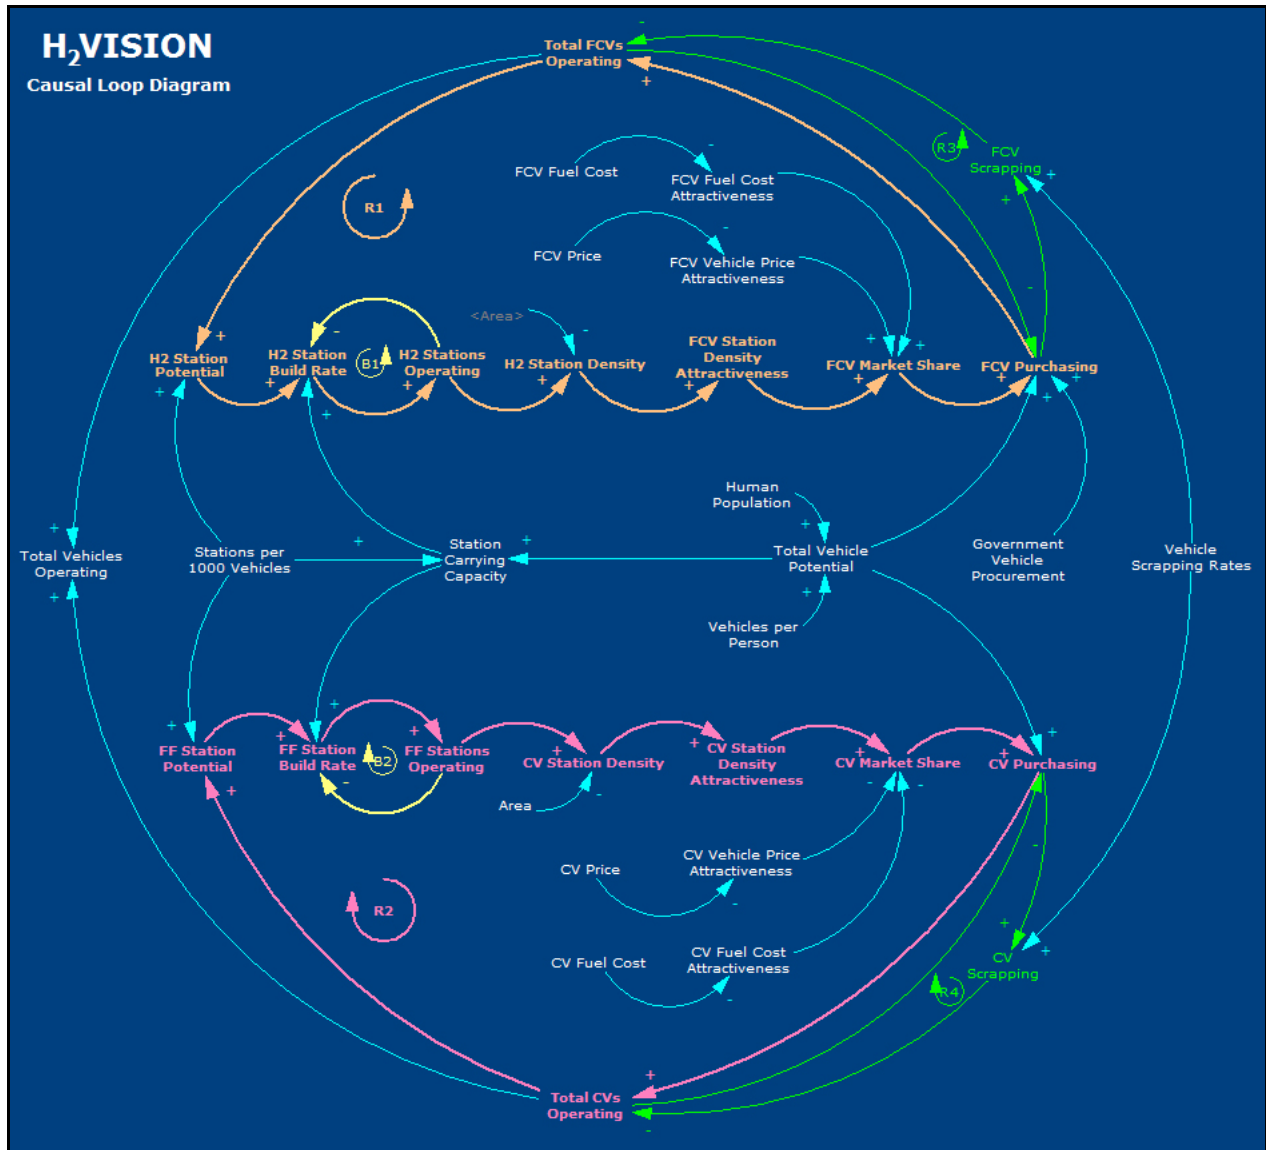 H₂VISION
Causal Loop Diagram
Total FCVs
Operating
-
+
R3
FCV
Scrapping
+
+
FCV Fuel Cost
-
FCV Fuel Cost
Attractiveness
R1
FCV Price
-
FCV Vehicle Price
Attractiveness
-
<Area>
-
+
H2 Station
Potential
-
H2 Station
Build Rate
B1
H2 Stations
Operating
H2 Station Density
FCV Station
Density
Attractiveness
+
+
FCV Market Share
FCV Purchasing
+
+
+
+
+
+
+
+
+
+
+
Human
Population
+
+
Total Vehicles
Operating
+
Stations per
1000 Vehicles
+
Station
Carrying
Capacity
+
Total Vehicle
Potential
+
Government
Vehicle
Procurement
Vehicle
Scrapping Rates
Vehicles per
Person
+
FF Station
Potential
+
+
FF Station
Build Rate
+
B2
-
+
FF Stations
Operating
+
CV Station Density
+
CV Station
Density
Attractiveness
+
CV Market Share
+
+
CV Purchasing
+
Area
-
-
-
CV Price
CV Vehicle Price
Attractiveness
-
-
R2
CV Fuel Cost
CV Fuel Cost
Attractiveness
-
+
+
CV
Scrapping
R4
+
Total CVs
Operating
-